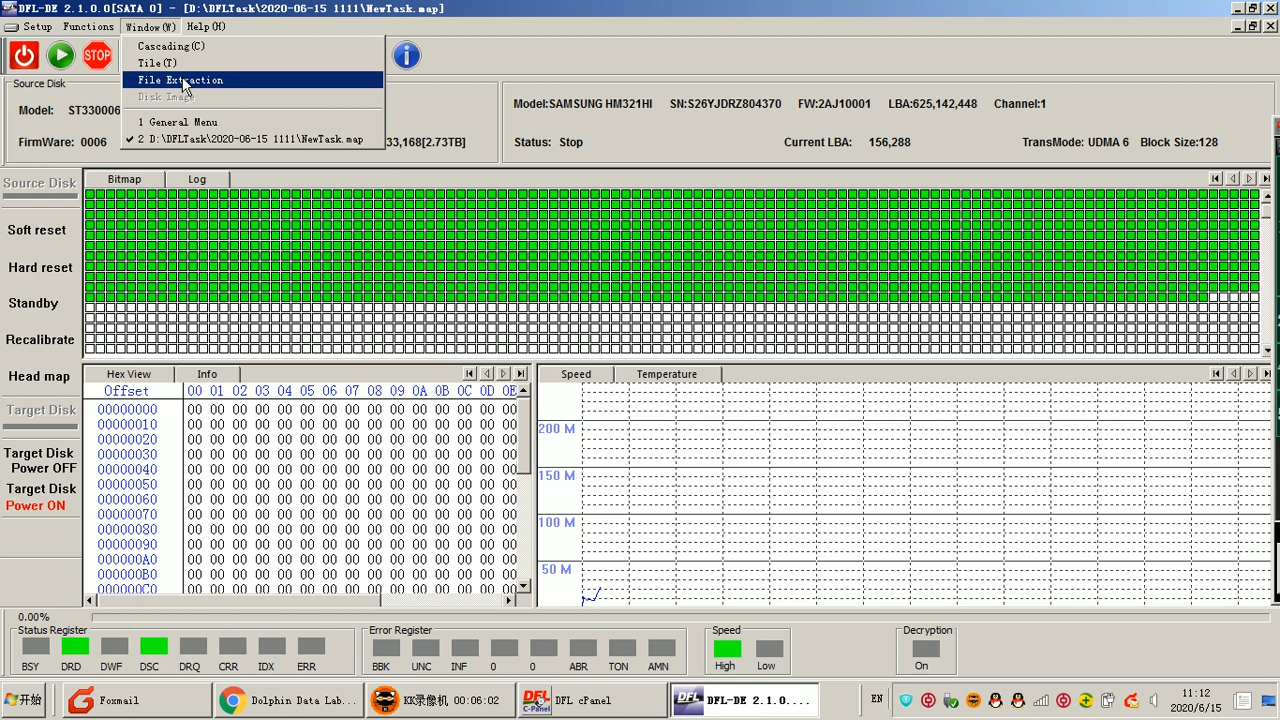 DFL-DE 2.1.0.0[SATA 0] - [D:\DFLTask\2020-06-15 1111\NewTask.map]
Setup Functions Window(W) Help(H)
Cascading(C)
Tile(T)
File Extraction
1 General Menu
2 D:\DFLTask\2020-06-15 1111\NewTask.map
STOP
Source Disk
Model: ST330006
FirmWare: 0006
33,168[2.73TB]
Model:SAMSUNG HM321HI SN:S26YJDRZ804370 FW:2AJ10001 LBA:625,142,448 Channel:1
Status: Stop Current LBA: 156,288 TransMode: UDMA 6 Block Size:128
Source Disk
Soft reset
Hard reset
Standby
Recalibrate
Head map
Target Disk
Target Disk
Power OFF
Target Disk
Power ON
Bitmap Log
Hex View Info
Offset 00 01 02 03 04 05 06 07 08 09 0A 0B 0C 0D 0E
00000000 00 00 00 00 00 00 00 00 00 00 00 00 00 00 00
00000010 00 00 00 00 00 00 00 00 00 00 00 00 00 00 00
00000020 00 00 00 00 00 00 00 00 00 00 00 00 00 00 00
00000030 00 00 00 00 00 00 00 00 00 00 00 00 00 00 00
00000040 00 00 00 00 00 00 00 00 00 00 00 00 00 00 00
00000050 00 00 00 00 00 00 00 00 00 00 00 00 00 00 00
00000060 00 00 00 00 00 00 00 00 00 00 00 00 00 00 00
00000070 00 00 00 00 00 00 00 00 00 00 00 00 00 00 00
00000080 00 00 00 00 00 00 00 00 00 00 00 00 00 00 00
00000090 00 00 00 00 00 00 00 00 00 00 00 00 00 00 00
000000A0 00 00 00 00 00 00 00 00 00 00 00 00 00 00 00
000000B0 00 00 00 00 00 00 00 00 00 00 00 00 00 00 00
000000C0 00 00 00 00 00 00 00 00 00 00 00 00 00 00 00
Speed Temperature
200 M
150 M
100 M
50 M
0.00%
Status Register
BSY DRD DWF DSC DRQ CRR IDX ERR
Error Register
BBK UNC INF 0 0 ABR TON AMN
Speed
High Low
Decryption
On
开始 Foxmail Dolphin Data Lab... KK录像机 00:06:02 DFL cPanel DFL-DE 2.1.0.... EN
11:12
2020/6/15